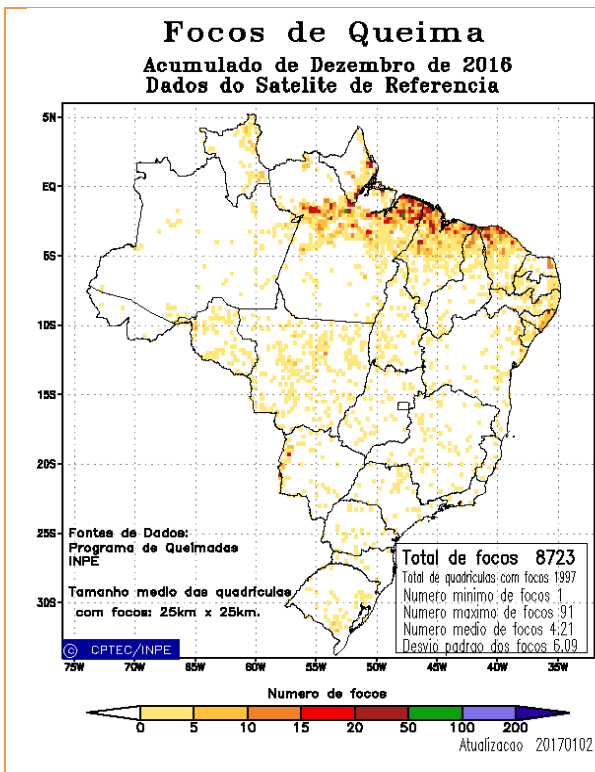 Focos de Queima
Acumulado de Dezembro de 2016
Dados do Satelite de Referencia
5N
EQ
5S
10S
15S
20S
25S
30S
Fontes de Dados:
Programa de Queimadas
INPE
Tamanho medio das quadriculas
com focos: 25km x 25km.
Total de focos 8723
Total de quadriculas com focos 1997
Numero minimo de focos 1
Numero maximo de focos 91
Numero medio de focos 4.21
Desvio padrao dos focos 6.09
© CPTEC/INPE
75W 70W 65W 60W 55W 50W 45W 40W 35W
Numero de focos
0 5 10 15 20 50 100 200
Atualizacao 20170102